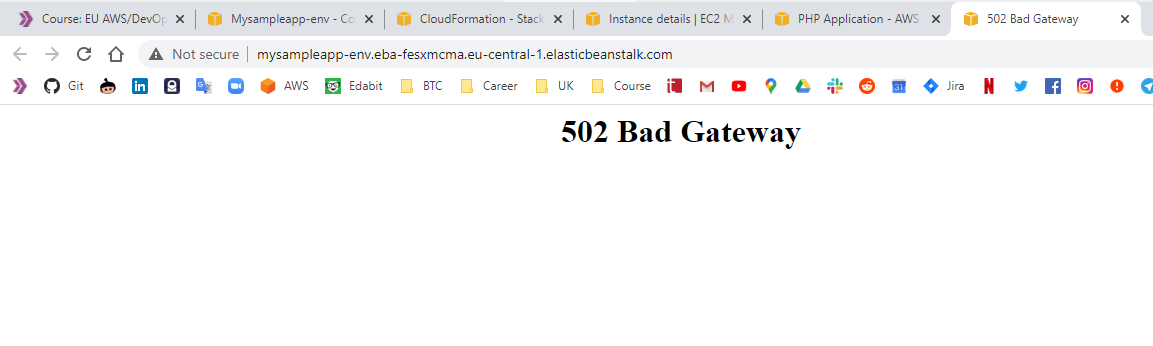 Course: EU AWS/DevOp Mysampleapp-env - Co CloudFormation - Stack Instance details | EC2 M PHP Application - AWS 502 Bad Gateway
Not secure mysampleapp-env.eba-fesxmcma.eu-central-1.elasticbeanstalk.com
Git AWS Edabit BTC Career UK Course Jira
502 Bad Gateway